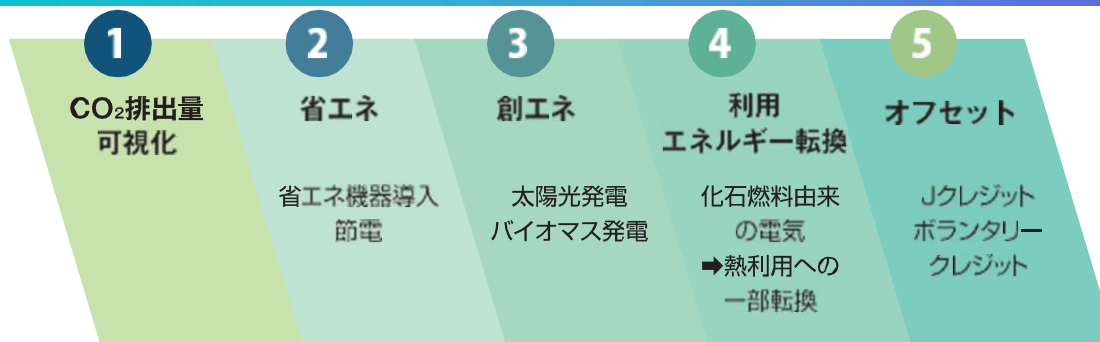 1
CO₂排出量
可視化
2
省エネ
省エネ機器導入
節電
3
創エネ
太陽光発電
バイオマス発電
4
利用
エネルギー転換
化石燃料由来
の電気
➡熱利用への
一部転換
5
オフセット
Jクレジット
ボランタリー
クレジット